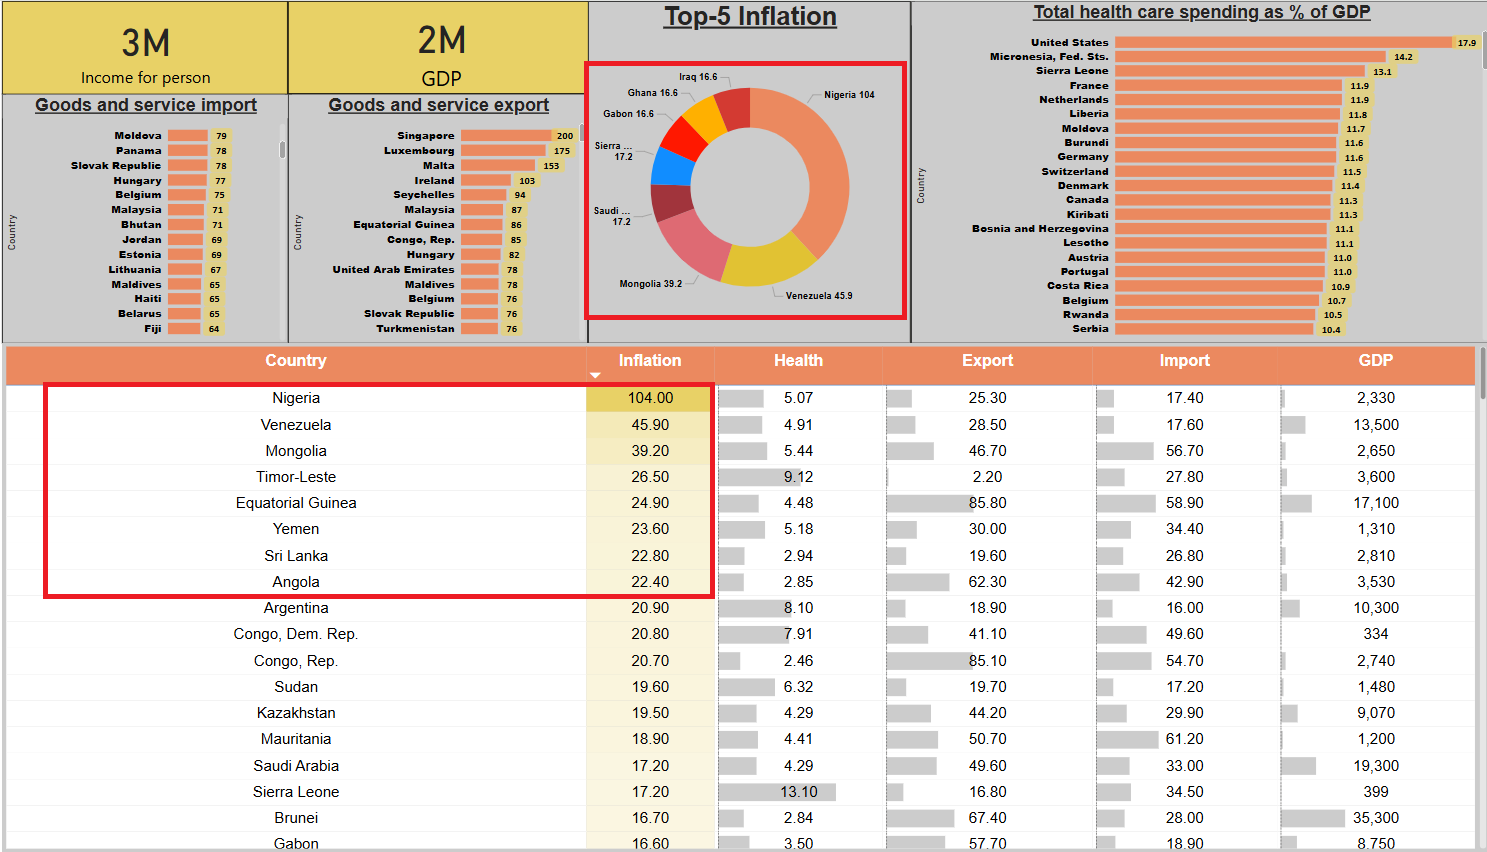 3M
Income for person
2M
GDP
Top-5 Inflation
Total health care spending as % of GDP
Goods and service import
Country
Moldova 79
Panama 78
Slovak Republic 78
Hungary 77
Belgium 75
Malaysia 71
Bhutan 71
Jordan 69
Estonia 69
Lithuania 67
Maldives 65
Haiti 65
Belarus 65
Fiji 64
Goods and service export
Country
Singapore 200
Luxembourg 175
Malta 153
Ireland 103
Seychelles 94
Malaysia 87
Equatorial Guinea 86
Congo, Rep. 85
Hungary 82
United Arab Emirates 78
Maldives 78
Belgium 76
Slovak Republic 76
Turkmenistan 76
Iraq 16.6
Ghana 16.6
Gabon 16.6
Sierra ...
17.2
Saudi ...
17.2
Mongolia 39.2
Venezuela 45.9
Nigeria 104
Country
United States 17.9
Micronesia, Fed. Sts. 14.2
Sierra Leone 13.1
France 11.9
Netherlands 11.9
Liberia 11.8
Moldova 11.7
Burundi 11.6
Germany 11.6
Switzerland 11.5
Denmark 11.4
Canada 11.3
Kiribati 11.3
Bosnia and Herzegovina 11.1
Lesotho 11.1
Austria 11.0
Portugal 11.0
Costa Rica 10.9
Belgium 10.7
Rwanda 10.5
Serbia 10.4
Country Inflation Health Export Import GDP
Nigeria 104.00 5.07 25.30 17.40 2,330
Venezuela 45.90 4.91 28.50 17.60 13,500
Mongolia 39.20 5.44 46.70 56.70 2,650
Timor-Leste 26.50 9.12 2.20 27.80 3,600
Equatorial Guinea 24.90 4.48 85.80 58.90 17,100
Yemen 23.60 5.18 30.00 34.40 1,310
Sri Lanka 22.80 2.94 19.60 26.80 2,810
Angola 22.40 2.85 62.30 42.90 3,530
Argentina 20.90 8.10 18.90 16.00 10,300
Congo, Dem. Rep. 20.80 7.91 41.10 49.60 334
Congo, Rep. 20.70 2.46 85.10 54.70 2,740
Sudan 19.60 6.32 19.70 17.20 1,480
Kazakhstan 19.50 4.29 44.20 29.90 9,070
Mauritania 18.90 4.41 50.70 61.20 1,200
Saudi Arabia 17.20 4.29 49.60 33.00 19,300
Sierra Leone 17.20 13.10 16.80 34.50 399
Brunei 16.70 2.84 67.40 28.00 35,300
Gabon 16.60 3.50 57.70 18.90 8,750